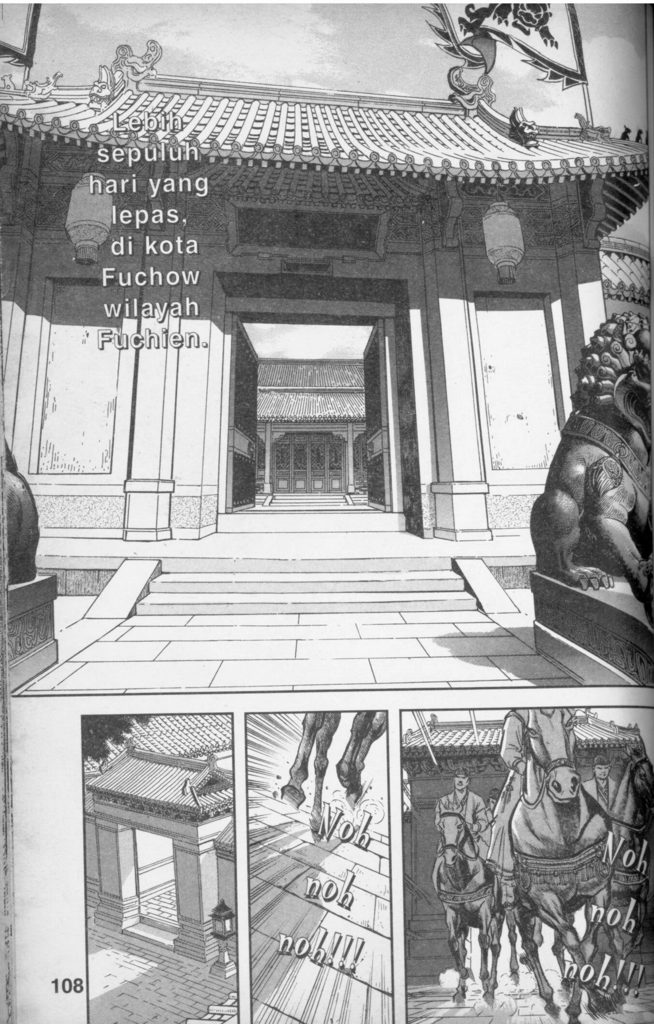 Lebih
sepuluh
hari yang
lepas,
di kota
Fuchow
wilayah
Fuchien.
Noh
noh
noh!!!
Noh
noh
noh!!!
108